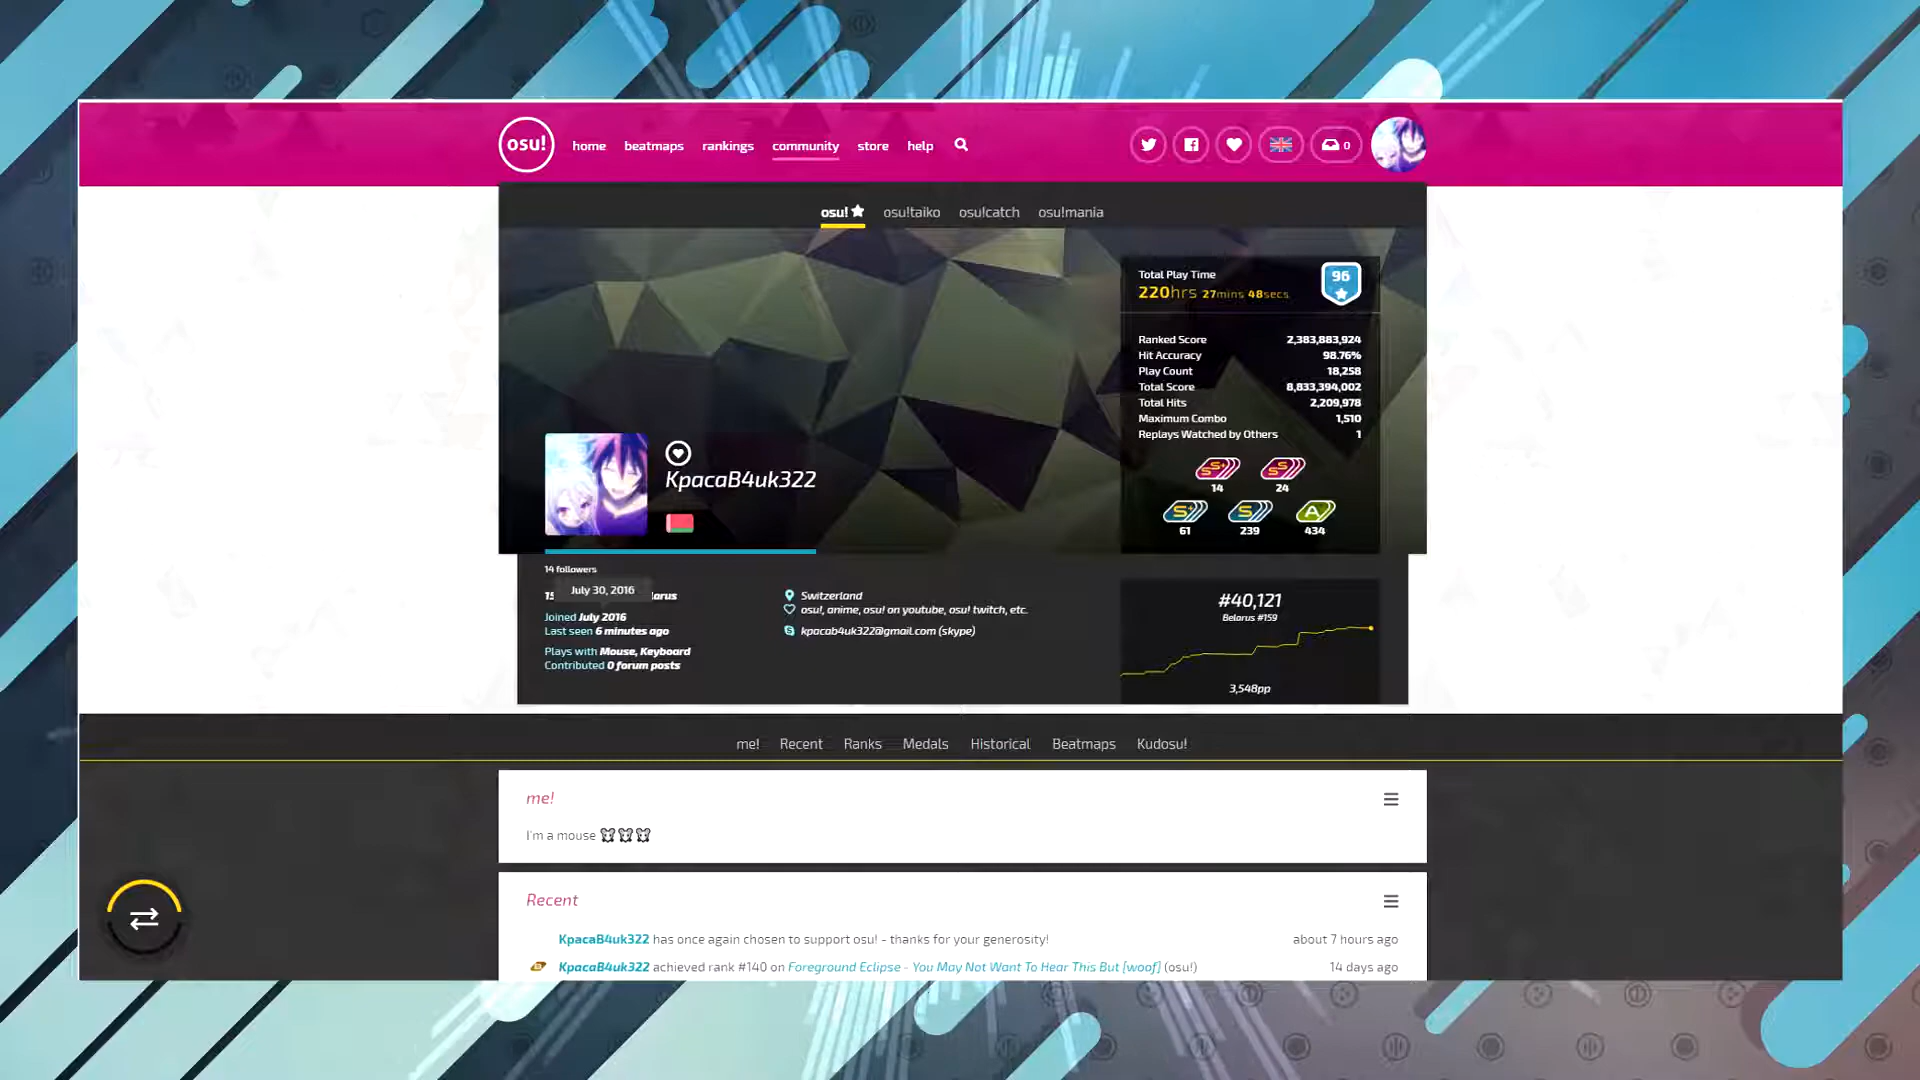 osu! home beatmaps rankings community store help 0
osu! osu!taiko osu!catch osu!mania
Total Play Time
220hrs 27mins 48secs
96
Ranked Score 2,383,883,924
Hit Accuracy 98.76%
Play Count 18,258
Total Score 8,833,394,002
Total Hits 2,209,978
Maximum Combo 1,510
Replays Watched by Others 1
SS+ SS
14 24
S+ S A
61 239 434
KpacaB4uk322
14 followers
July 30, 2016
15 larus
Joined July 2016
Last seen 6 minutes ago
Plays with Mouse, Keyboard
Contributed 0 forum posts
Switzerland
osu!, anime, osu! on youtube, osu! twitch, etc.
kpacab4uk322@gmail.com (skype)
#40,121
Belarus #159
3,548pp
me! Recent Ranks Medals Historical Beatmaps Kudosu!
me!
I'm a mouse 🐭🐭🐭
Recent
KpacaB4uk322 has once again chosen to support osu! - thanks for your generosity! about 7 hours ago
KpacaB4uk322 achieved rank #140 on Foreground Eclipse - You May Not Want To Hear This But [woof] (osu!) 14 days ago